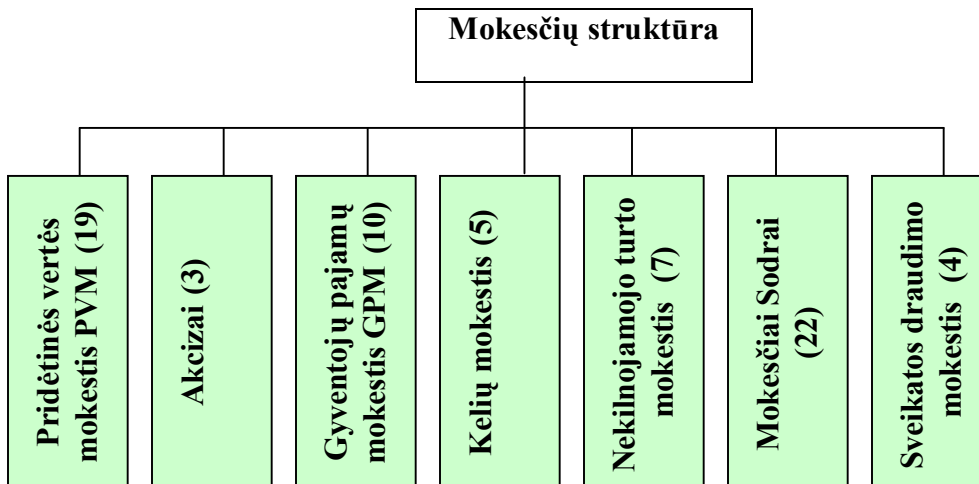 Mokesčių struktūra
Pridėtinės vertės
mokestis PVM (19)
Akcizai (3)
Gyventojų pajamų
mokestis GPM (10)
Kelių mokestis (5)
Nekilnojamojo turto
mokestis (7)
Mokesčiai Sodrai
(22)
Sveikatos draudimo
mokestis (4)